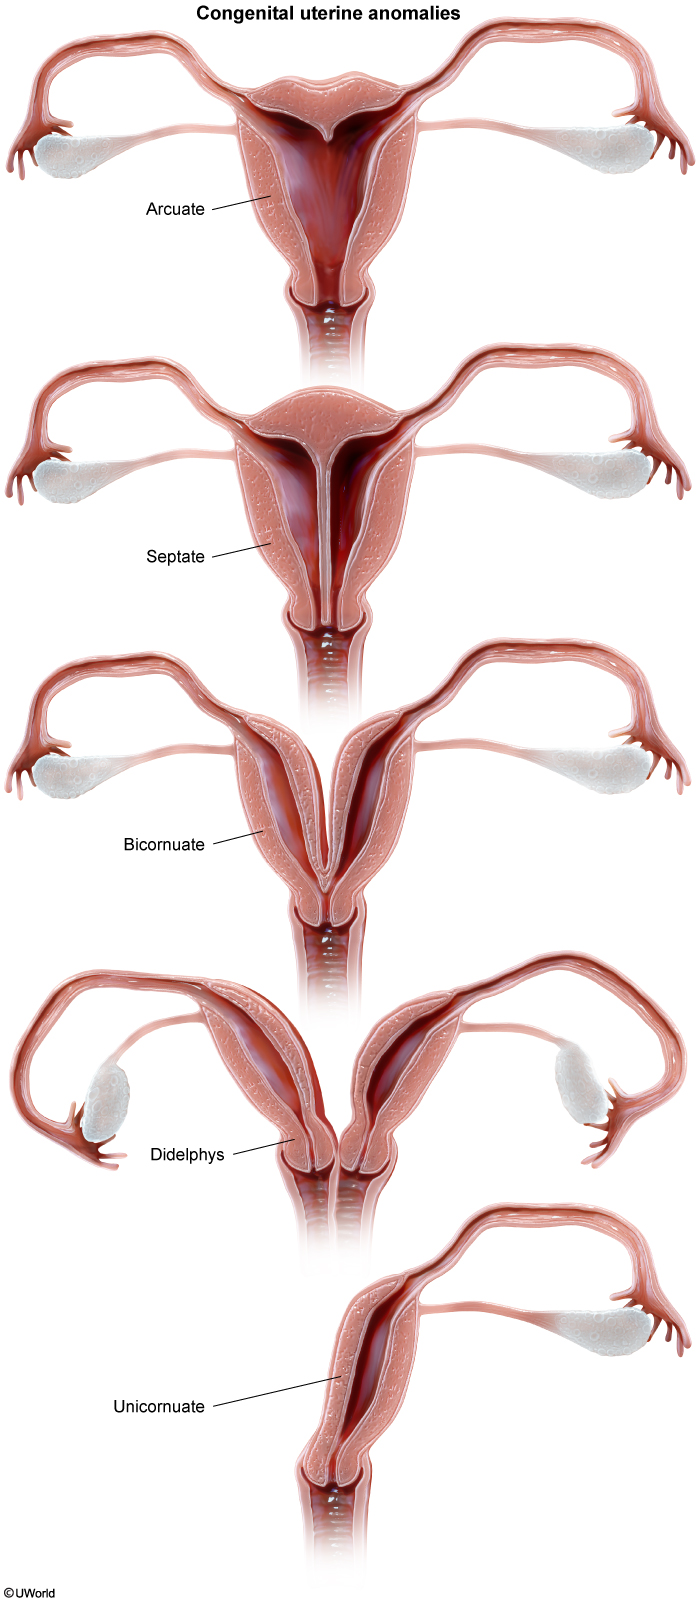 Congenital uterine anomalies
Arcuate
Septate
Bicornuate
Didelphys
Unicornuate
©UWorld